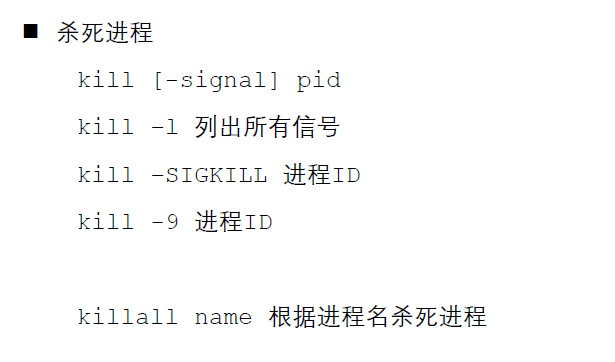 ■ 杀死进程
kill [-signal] pid
kill -l 列出所有信号
kill -SIGKILL 进程ID
kill -9 进程ID
killall name 根据进程名杀死进程